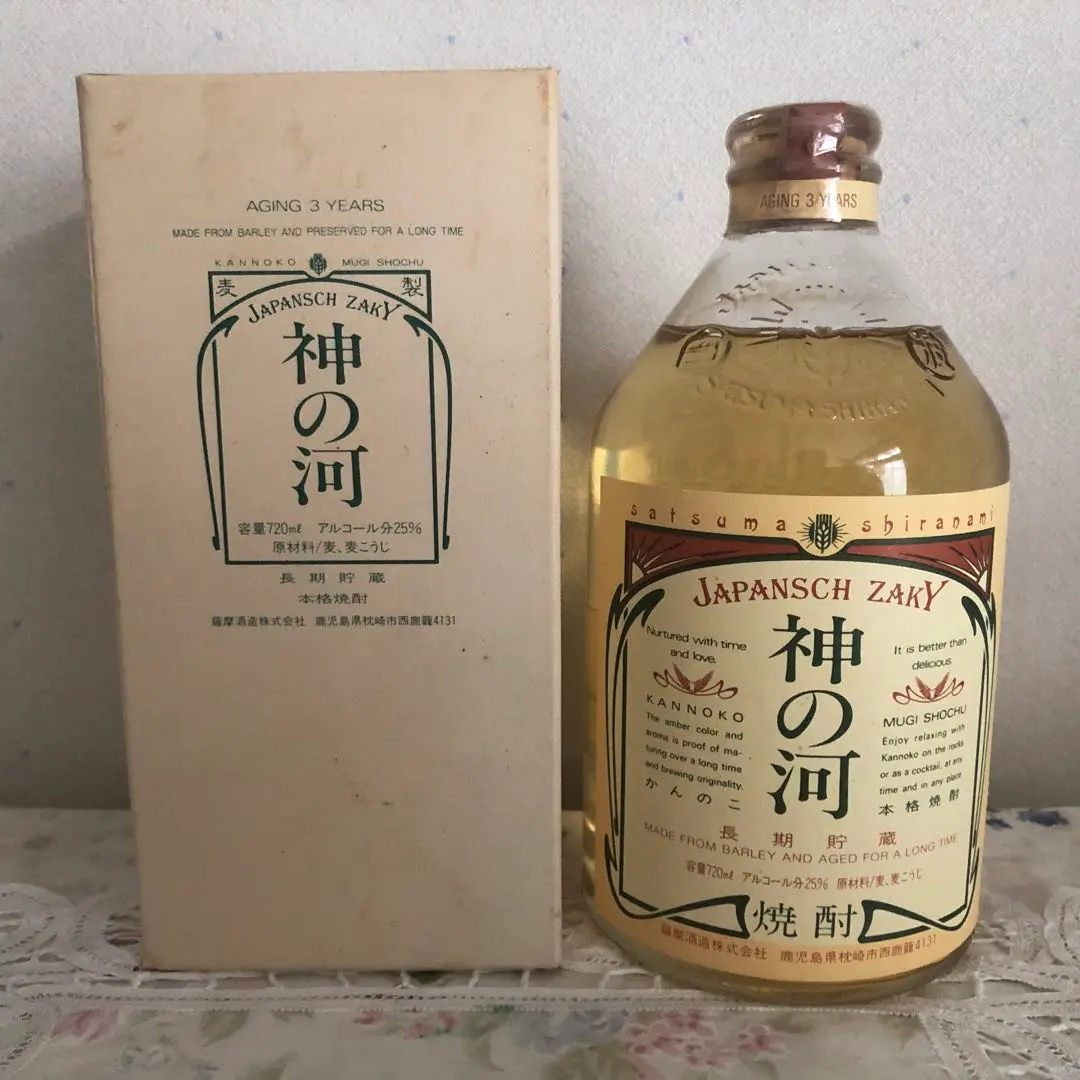 AGING 3 YEARS
MADE FROM BARLEY AND PRESERVED FOR A LONG TIME
KANNOKO MUGI SHOCHU
麦 製
JAPANSCH ZAKY
神の河
容量720mℓ アルコール分25%
原材料/麦、麦こうじ
長期貯蔵
本格焼酎
薩摩酒造株式会社 鹿児島県枕崎市西鹿籠4131
AGING 3 YEARS
satsuma shiranami
JAPANSCH ZAKY
神の河
Nurtured with time
and love.
KANNOKO
The amber color and
aroma is proof of ma-
turing over a long time
and brewing originality.
かんのこ
It is better than
delicious.
MUGI SHOCHU
Enjoy relaxing with
Kannoko on the rocks
or as a cocktail, at any
time and in any place.
本格焼酎
長期貯蔵
MADE FROM BARLEY AND AGED FOR A LONG TIME
容量720mℓ アルコール分25% 原材料/麦、麦こうじ
焼酎
薩摩酒造株式会社 鹿児島県枕崎市西鹿籠4131